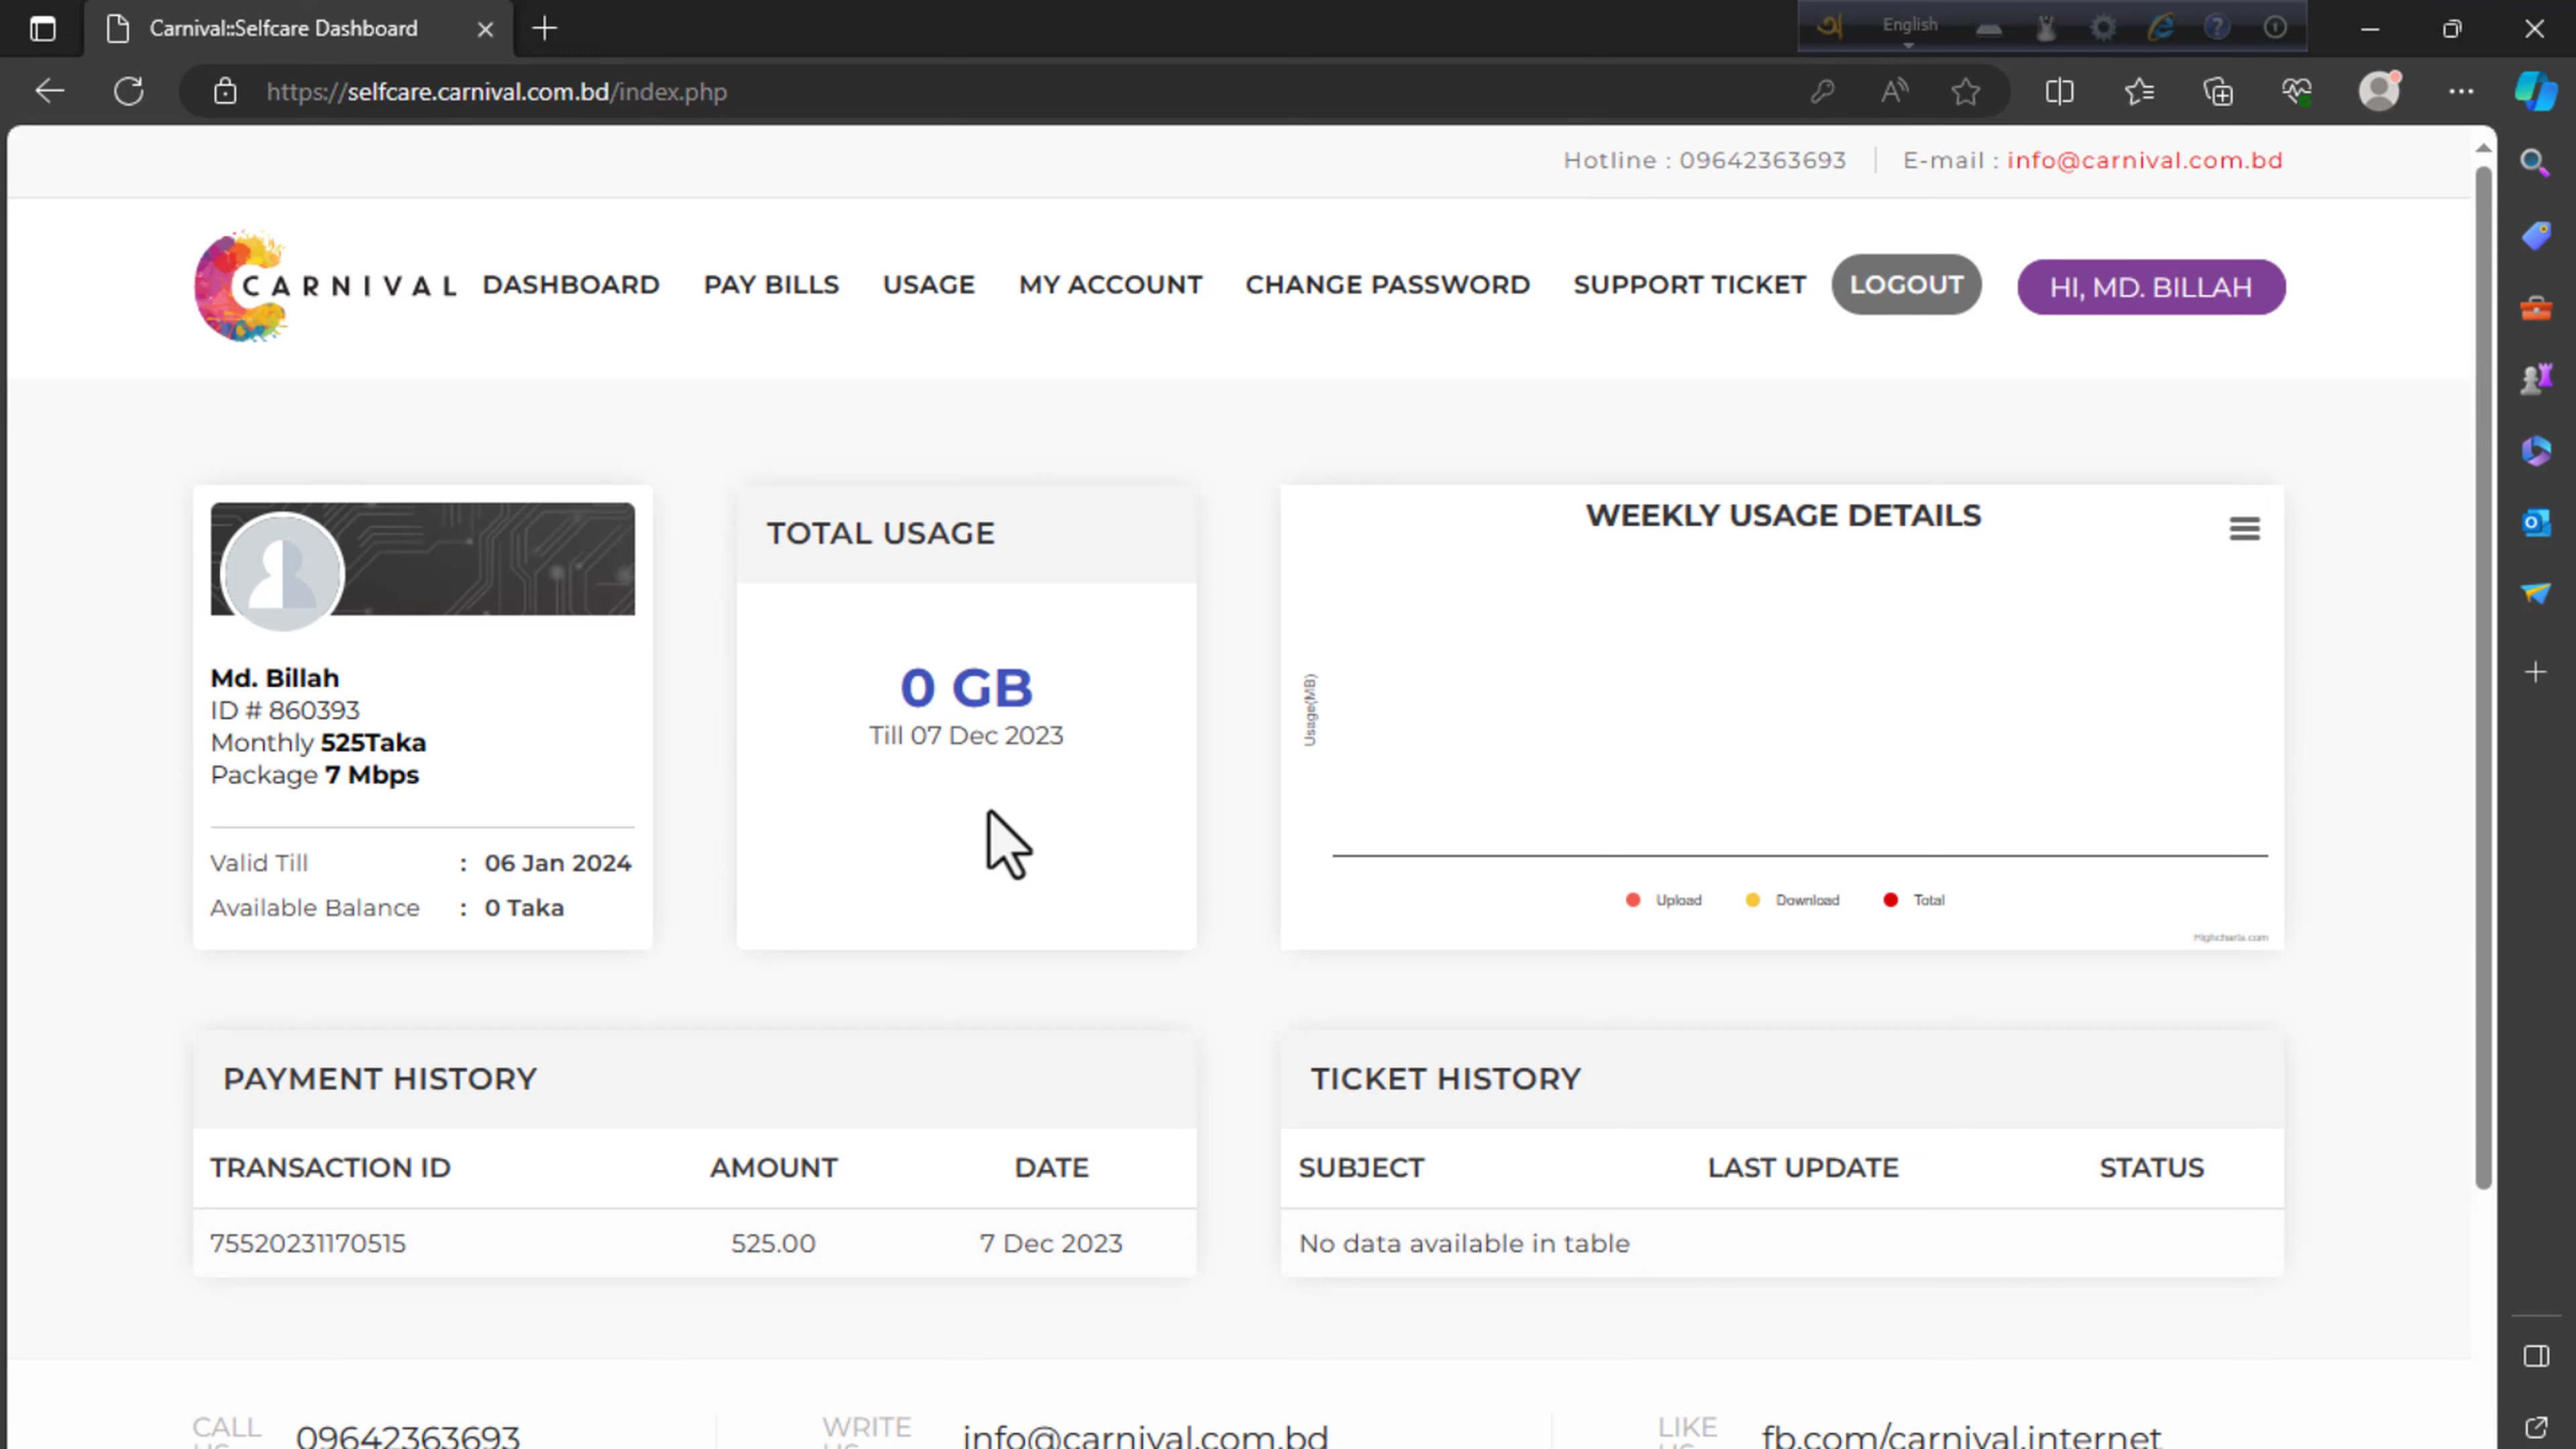 Carnival::Selfcare Dashboard
English
https://selfcare.carnival.com.bd/index.php
Hotline : 09642363693
E-mail : info@carnival.com.bd
CARNIVAL
DASHBOARD
PAY BILLS
USAGE
MY ACCOUNT
CHANGE PASSWORD
SUPPORT TICKET
LOGOUT
HI, MD. BILLAH
Md. Billah
ID # 860393
Monthly 525Taka
Package 7 Mbps
Valid Till : 06 Jan 2024
Available Balance : 0 Taka
TOTAL USAGE
0 GB
Till 07 Dec 2023
WEEKLY USAGE DETAILS
Usage(MB)
Upload Download Total
Highcharts.com
PAYMENT HISTORY
TRANSACTION ID AMOUNT DATE
75520231170515 525.00 7 Dec 2023
TICKET HISTORY
SUBJECT LAST UPDATE STATUS
No data available in table
CALL US 09642363693
WRITE US info@carnival.com.bd
LIKE US fb.com/carnival.internet